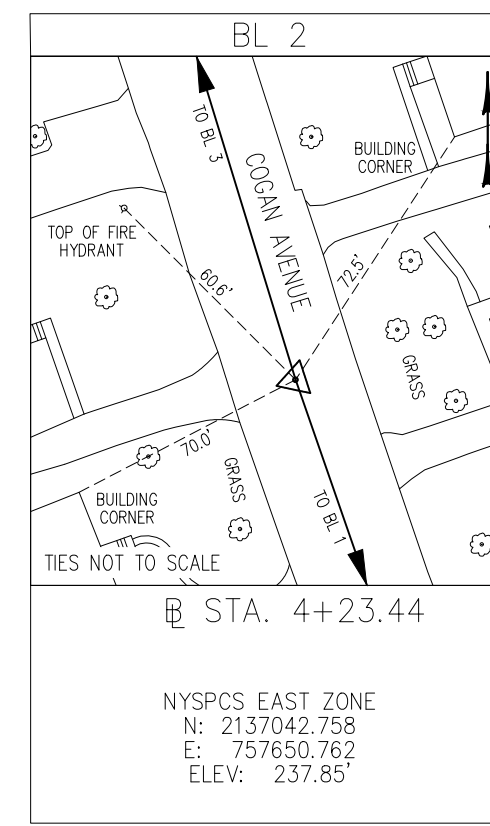 BL 2
TO BL 3
COGAN AVENUE
BUILDING
CORNER
TOP OF FIRE
HYDRANT
60.6'
72.5'
GRASS
70.0'
GRASS
BUILDING
CORNER
TO BL 1
TIES NOT TO SCALE
BL STA. 4+23.44
NYSPCS EAST ZONE
N: 2137042.758
E: 757650.762
ELEV: 237.85'